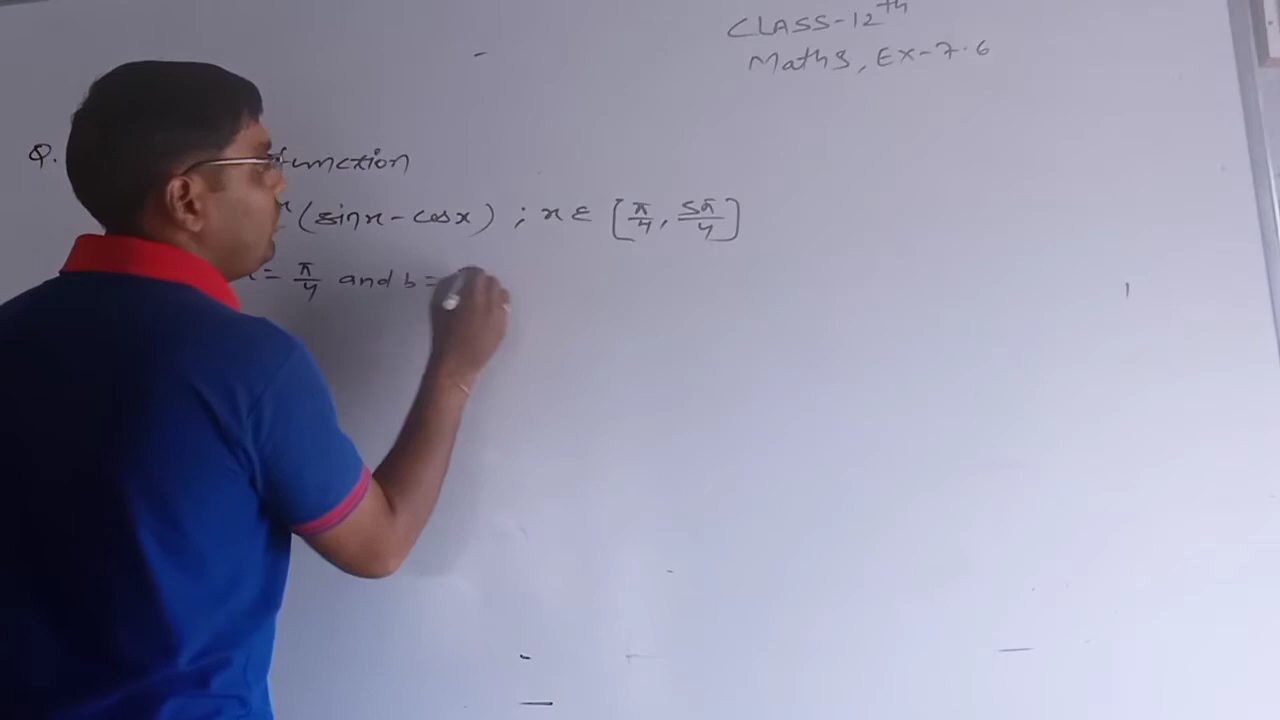 CLASS-12th
Maths, EX-7.6
Q. function
(sinx - cosx) ; x ∈ [π/4, 5π/4]
= π/4 and b =